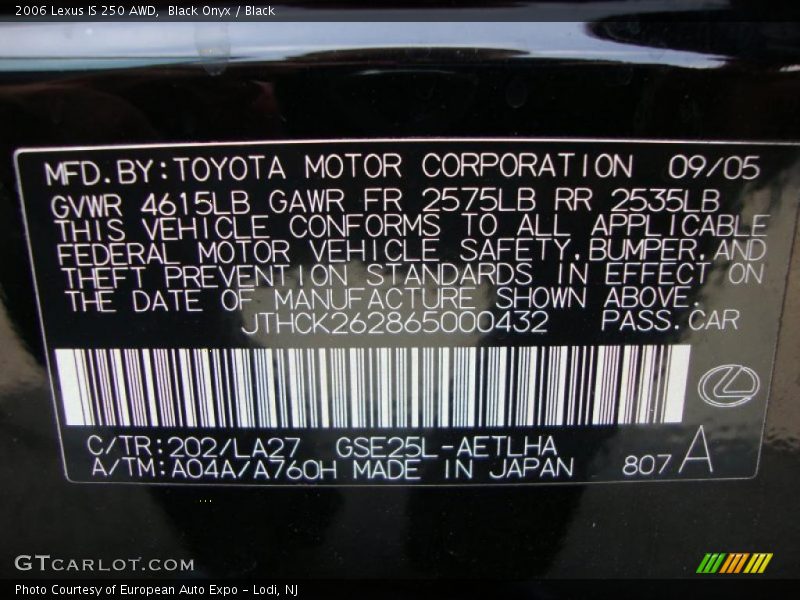 2006 Lexus IS 250 AWD, Black Onyx / Black
MFD.BY:TOYOTA MOTOR CORPORATION 09/05
GVWR 4615LB GAWR FR 2575LB RR 2535LB
THIS VEHICLE CONFORMS TO ALL APPLICABLE
FEDERAL MOTOR VEHICLE SAFETY,BUMPER,AND
THEFT PREVENTION STANDARDS IN EFFECT ON
THE DATE OF MANUFACTURE SHOWN ABOVE.
JTHCK262865000432 PASS.CAR
C/TR:202/LA27 GSE25L-AETLHA
A/TM:A04A/A760H MADE IN JAPAN 807 A
GTCARLOT.COM
Photo Courtesy of European Auto Expo - Lodi, NJ